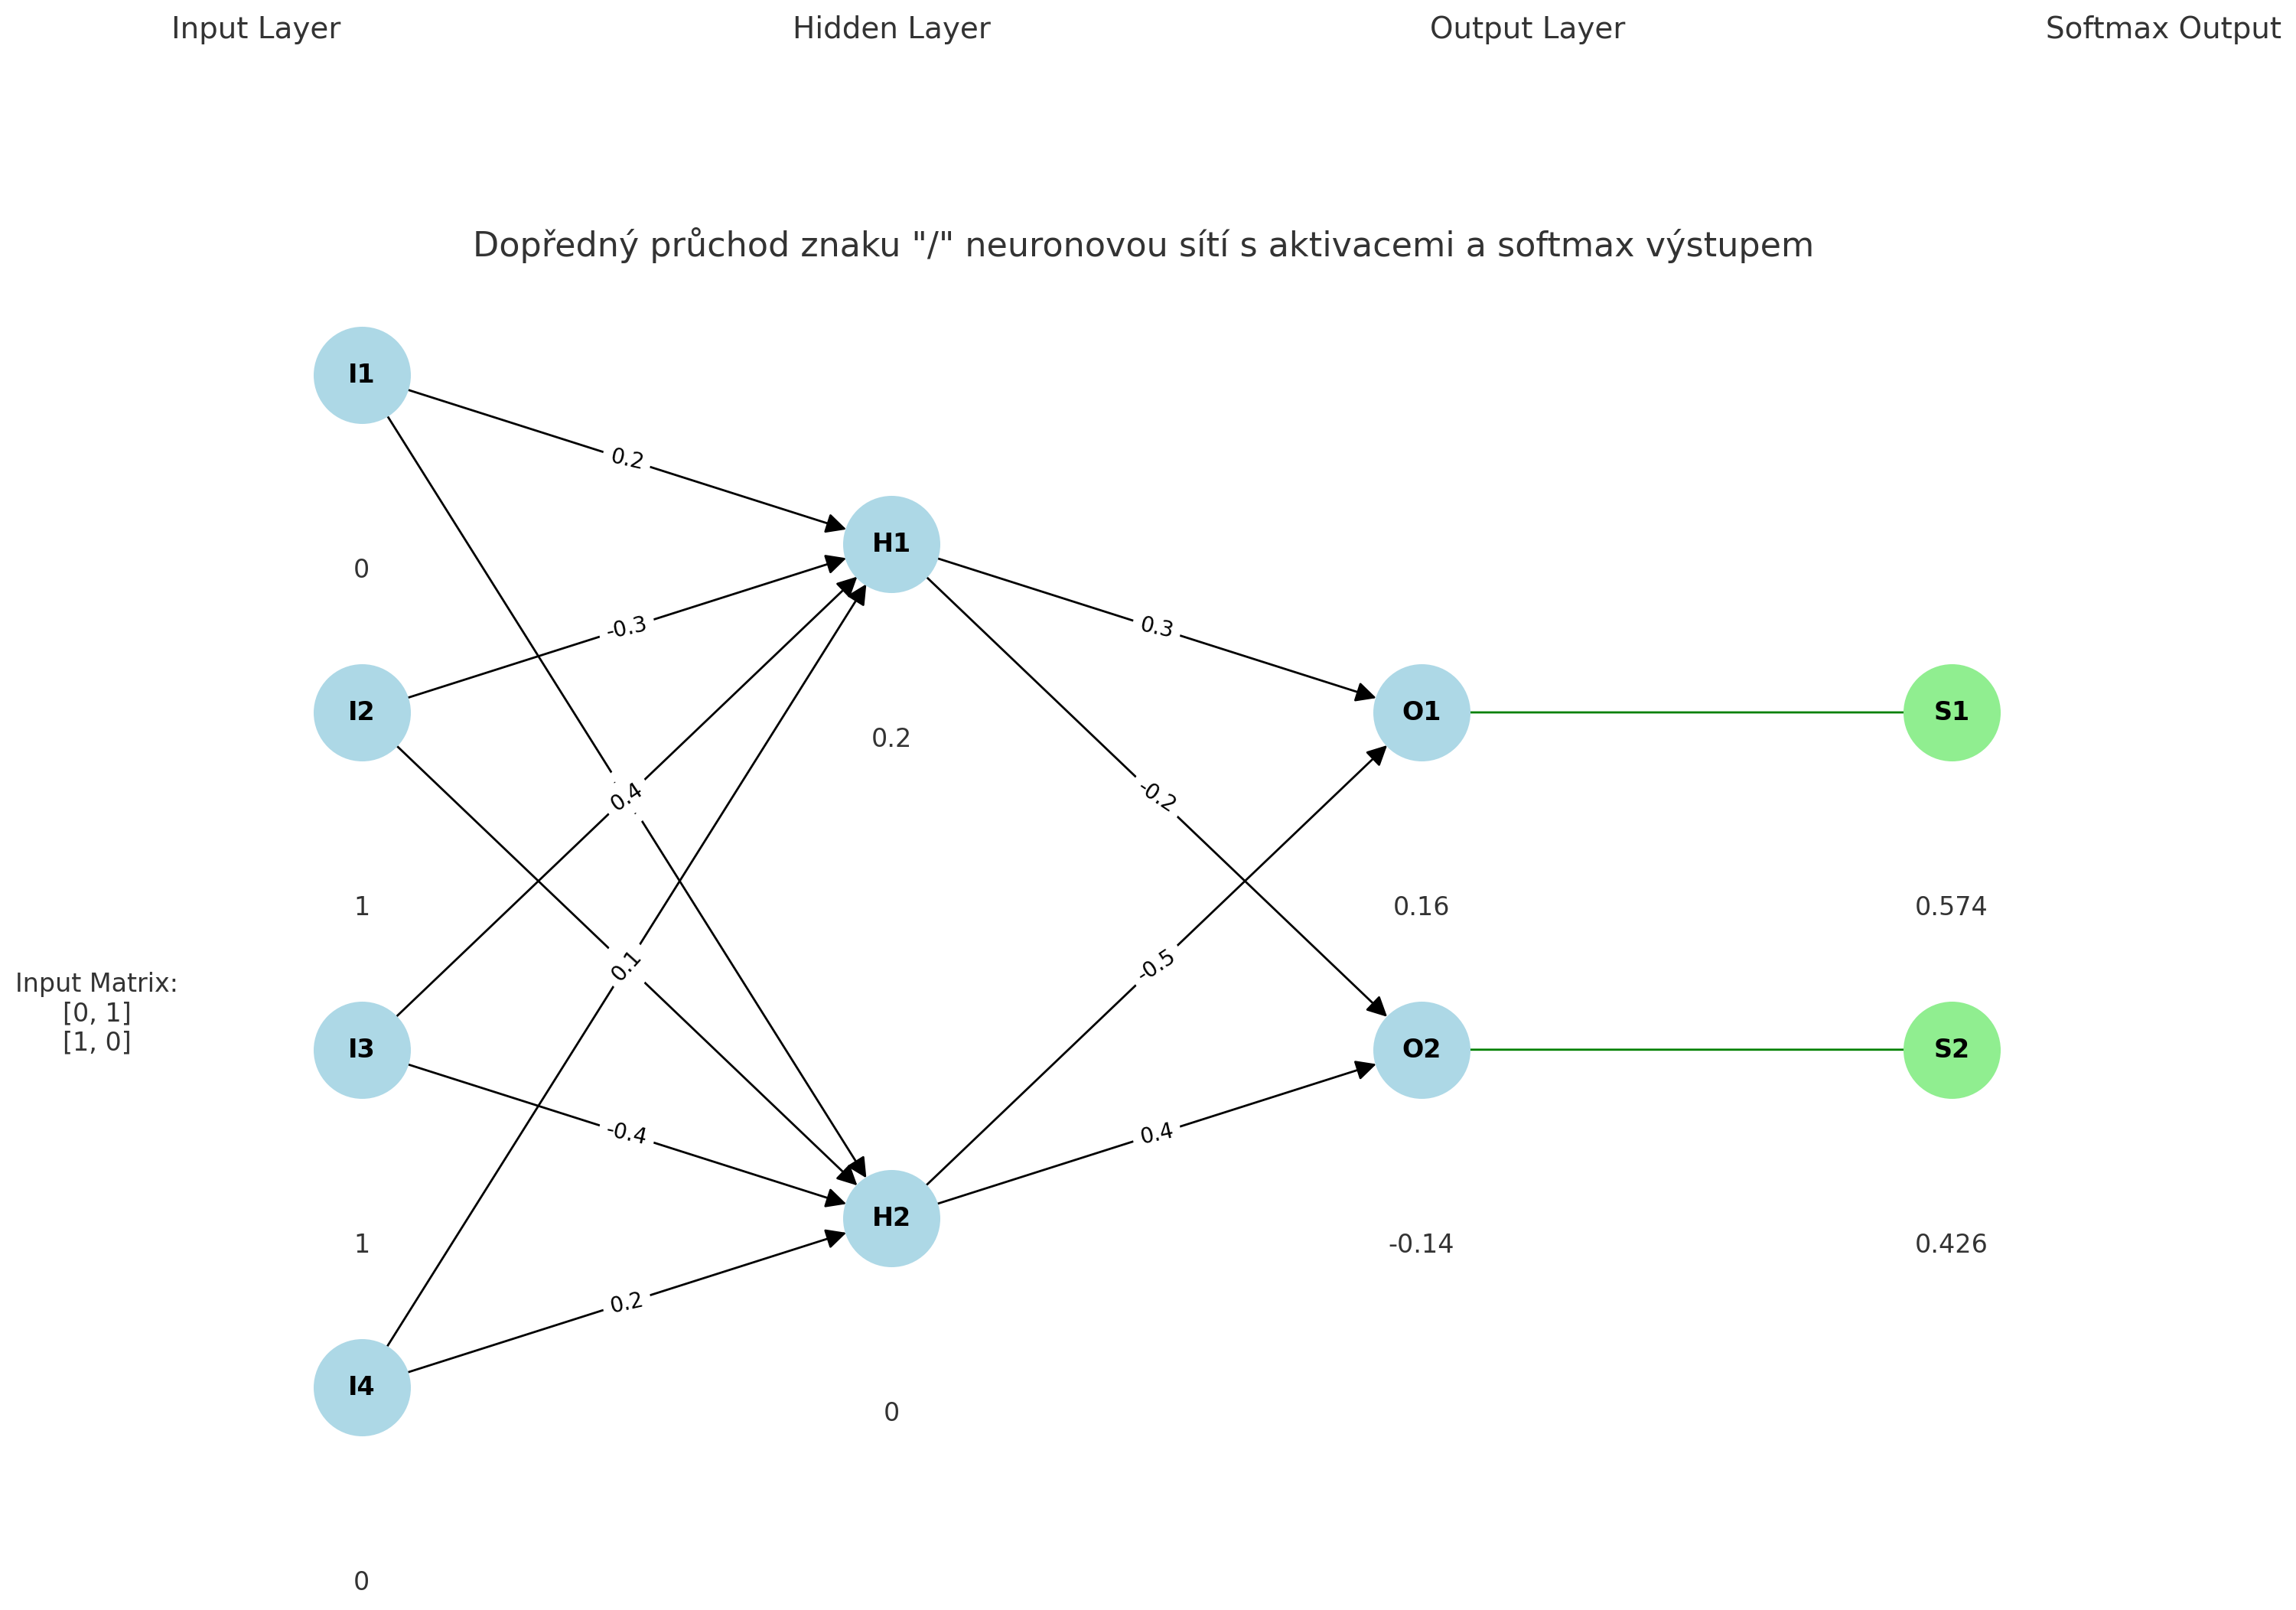 Input Layer
Hidden Layer
Output Layer
Softmax Output
Dopředný průchod znaku "/" neuronovou sítí s aktivacemi a softmax výstupem
I1
0.2
H1
0
-0.3
0.3
I2
O1
S1
0.2
0.4
-0.2
1
0.16
0.574
0.1
-0.5
Input Matrix:
[0, 1]
[1, 0]
I3
O2
S2
-0.4
0.4
H2
1
-0.14
0.426
0.2
I4
0
0